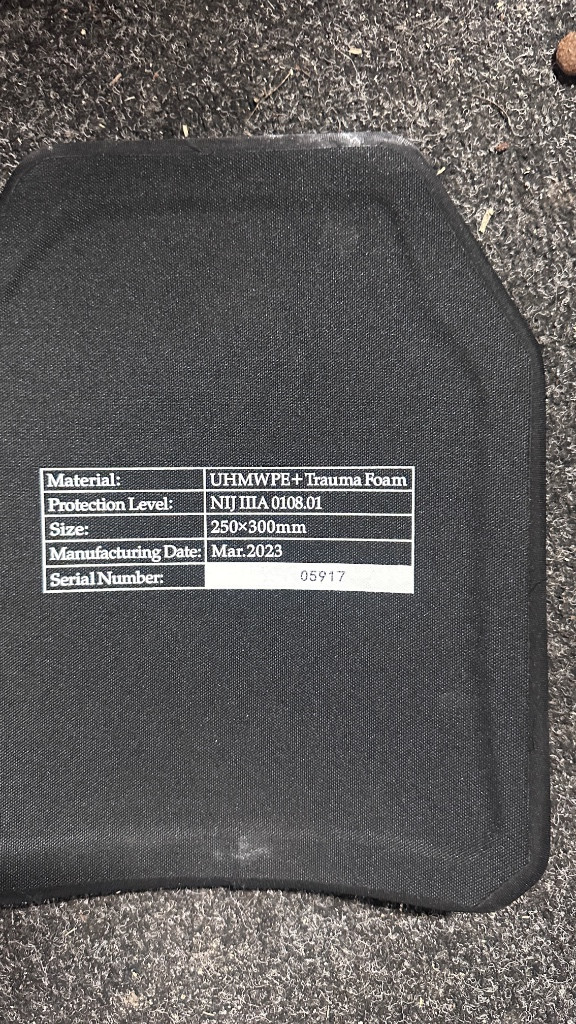 Material: UHMWPE+Trauma Foam
Protection Level: NIJ IIIA 0108.01
Size: 250×300mm
Manufacturing Date: Mar.2023
Serial Number: 05917